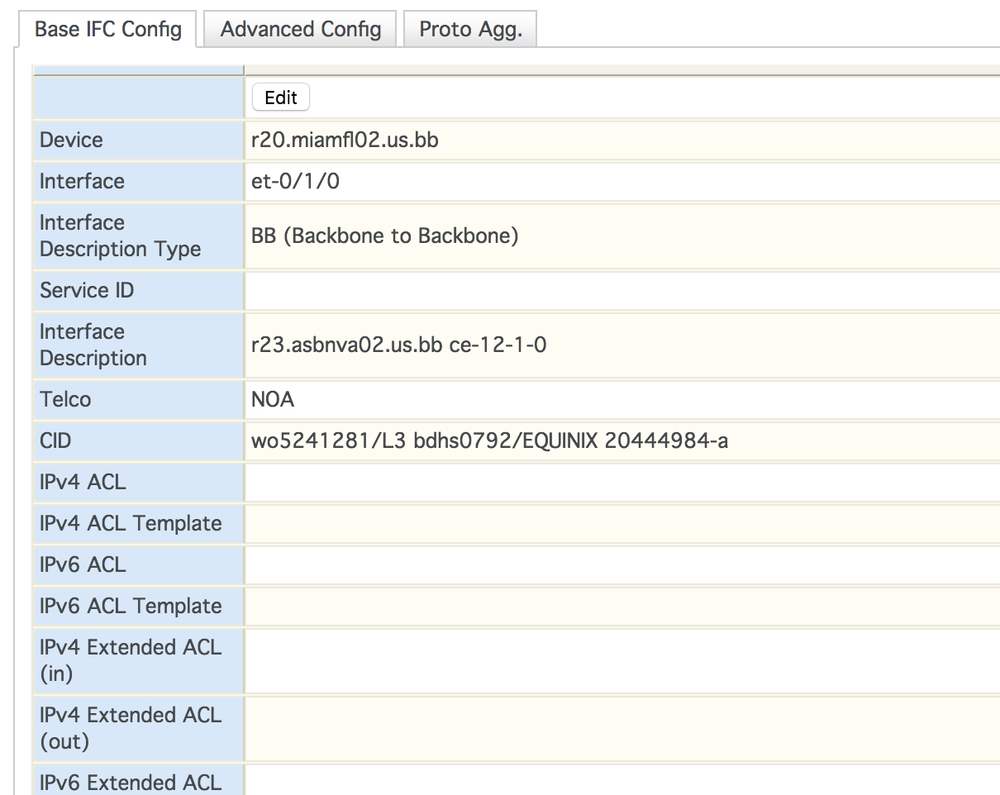 Base IFC Config Advanced Config Proto Agg.
Edit
Device r20.miamfl02.us.bb
Interface et-0/1/0
Interface
Description Type BB (Backbone to Backbone)
Service ID
Interface
Description r23.asbnva02.us.bb ce-12-1-0
Telco NOA
CID wo5241281/L3 bdhs0792/EQUINIX 20444984-a
IPv4 ACL
IPv4 ACL Template
IPv6 ACL
IPv6 ACL Template
IPv4 Extended ACL
(in)
IPv4 Extended ACL
(out)
IPv6 Extended ACL